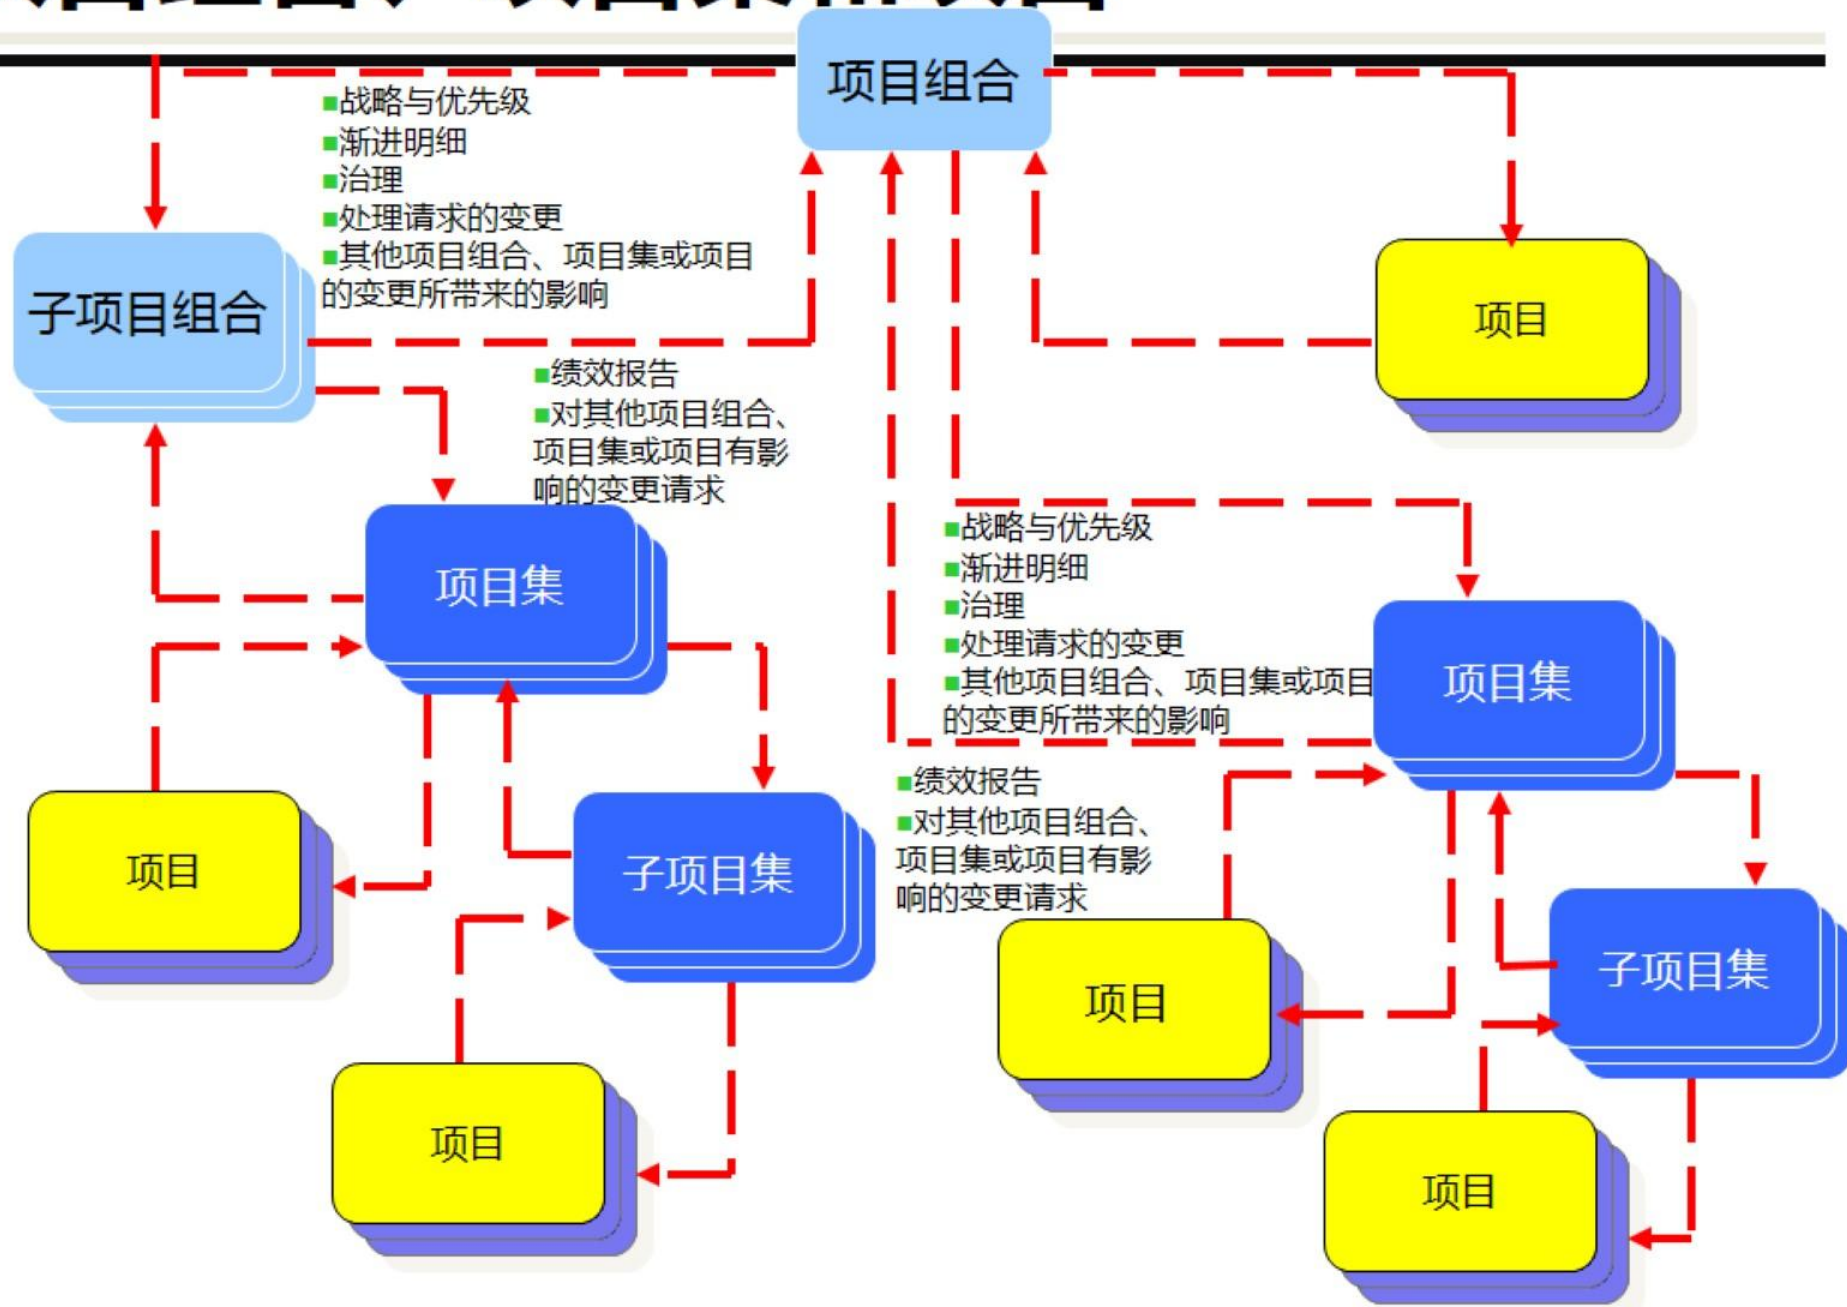 项目组合
■战略与优先级
■渐进明细
■治理
■处理请求的变更
■其他项目组合、项目集或项目
的变更所带来的影响
子项目组合
项目
■绩效报告
■对其他项目组合、
项目集或项目有影
响的变更请求
项目集
■战略与优先级
■渐进明细
■治理
■处理请求的变更
■其他项目组合、项目集或项目
的变更所带来的影响
项目集
■绩效报告
■对其他项目组合、
项目集或项目有影
响的变更请求
项目
子项目集
项目
子项目集
项目
项目